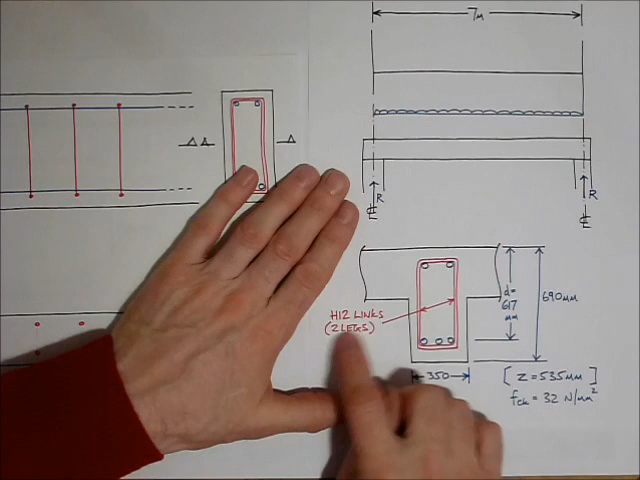 7M
R
R
℄
℄
H12 LINKS
(2 LEGS)
d=
617
mm
690mm
350
[ Z = 535mm ]
fck = 32 N/mm²